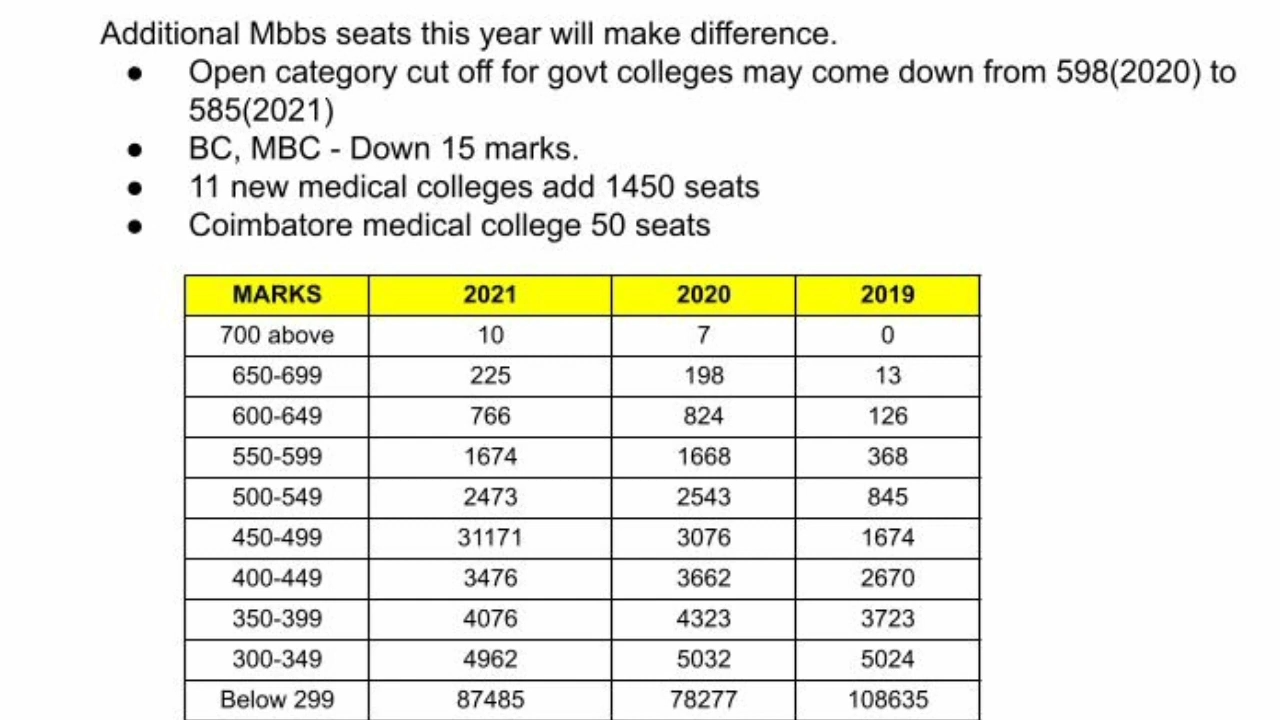 Additional Mbbs seats this year will make difference.
● Open category cut off for govt colleges may come down from 598(2020) to
585(2021)
● BC, MBC - Down 15 marks.
● 11 new medical colleges add 1450 seats
● Coimbatore medical college 50 seats
MARKS 2021 2020 2019
700 above 10 7 0
650-699 225 198 13
600-649 766 824 126
550-599 1674 1668 368
500-549 2473 2543 845
450-499 31171 3076 1674
400-449 3476 3662 2670
350-399 4076 4323 3723
300-349 4962 5032 5024
Below 299 87485 78277 108635